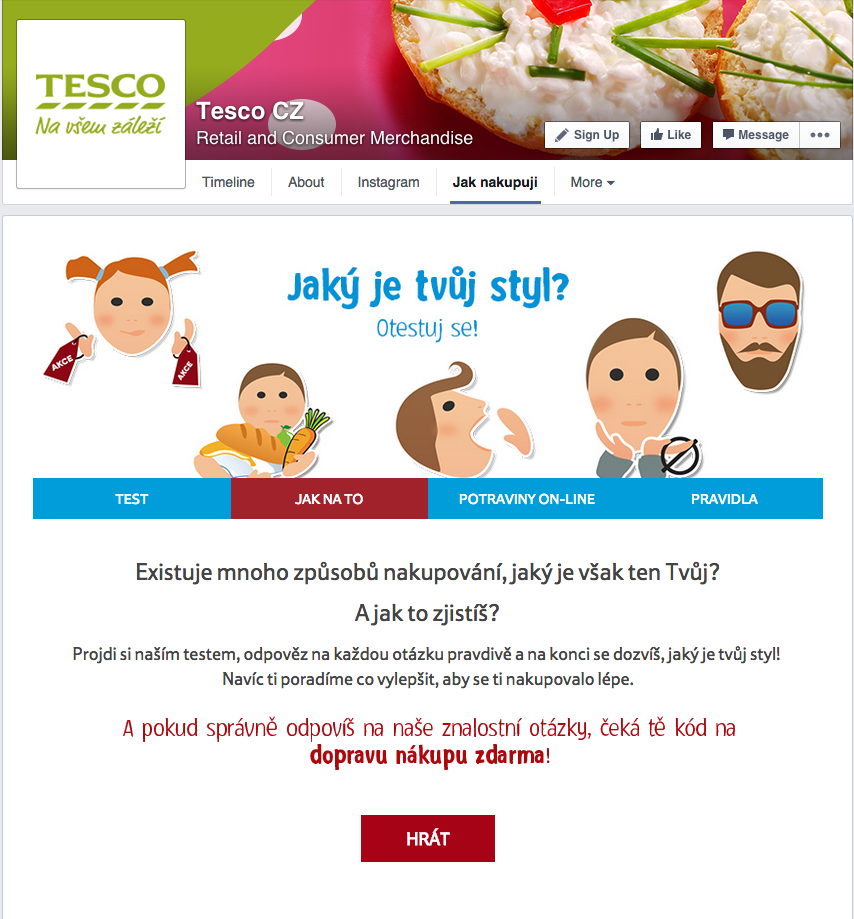 TESCO
Na všem záleží
Tesco CZ
Retail and Consumer Merchandise
Sign Up
Like
Message
Timeline
About
Instagram
Jak nakupuji
More
Jaký je tvůj styl?
Otestuj se!
AKCE
AKCE
TEST
JAK NA TO
POTRAVINY ON-LINE
PRAVIDLA
Existuje mnoho způsobů nakupování, jaký je však ten Tvůj?
A jak to zjistíš?
Projdi si naším testem, odpověz na každou otázku pravdivě a na konci se dozvíš, jaký je tvůj styl!
Navíc ti poradíme co vylepšit, aby se ti nakupovalo lépe.
A pokud správně odpovíš na naše znalostní otázky, čeká tě kód na
dopravu nákupu zdarma!
HRÁT